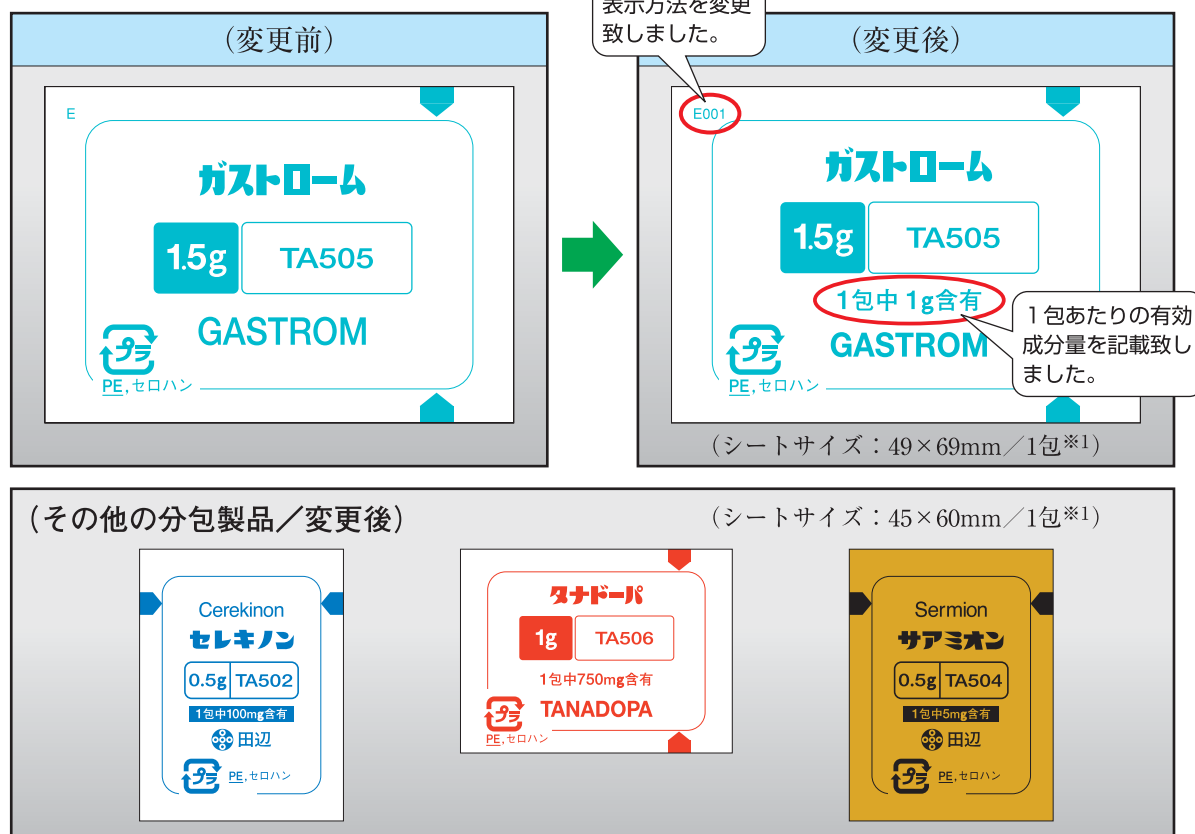 表示方法を変更
致しました。
（変更前）
（変更後）
E
ガストローム
1.5g
TA505
GASTROM
プラ
PE,セロハン
E001
ガストローム
1.5g
TA505
1包中 1g含有
GASTROM
プラ
PE,セロハン
１包あたりの有効
成分量を記載致し
ました。
（シートサイズ：49×69mm／1包※1）
（その他の分包製品／変更後）
（シートサイズ：45×60mm／1包※1）
Cerekinon
セレキノン
0.5g TA502
1包中100mg含有
田辺
プラ PE,セロハン
タナドーパ
1g TA506
1包中750mg含有
TANADOPA
プラ
PE,セロハン
Sermion
サアミオン
0.5g TA504
1包中5mg含有
田辺
プラ PE,セロハン